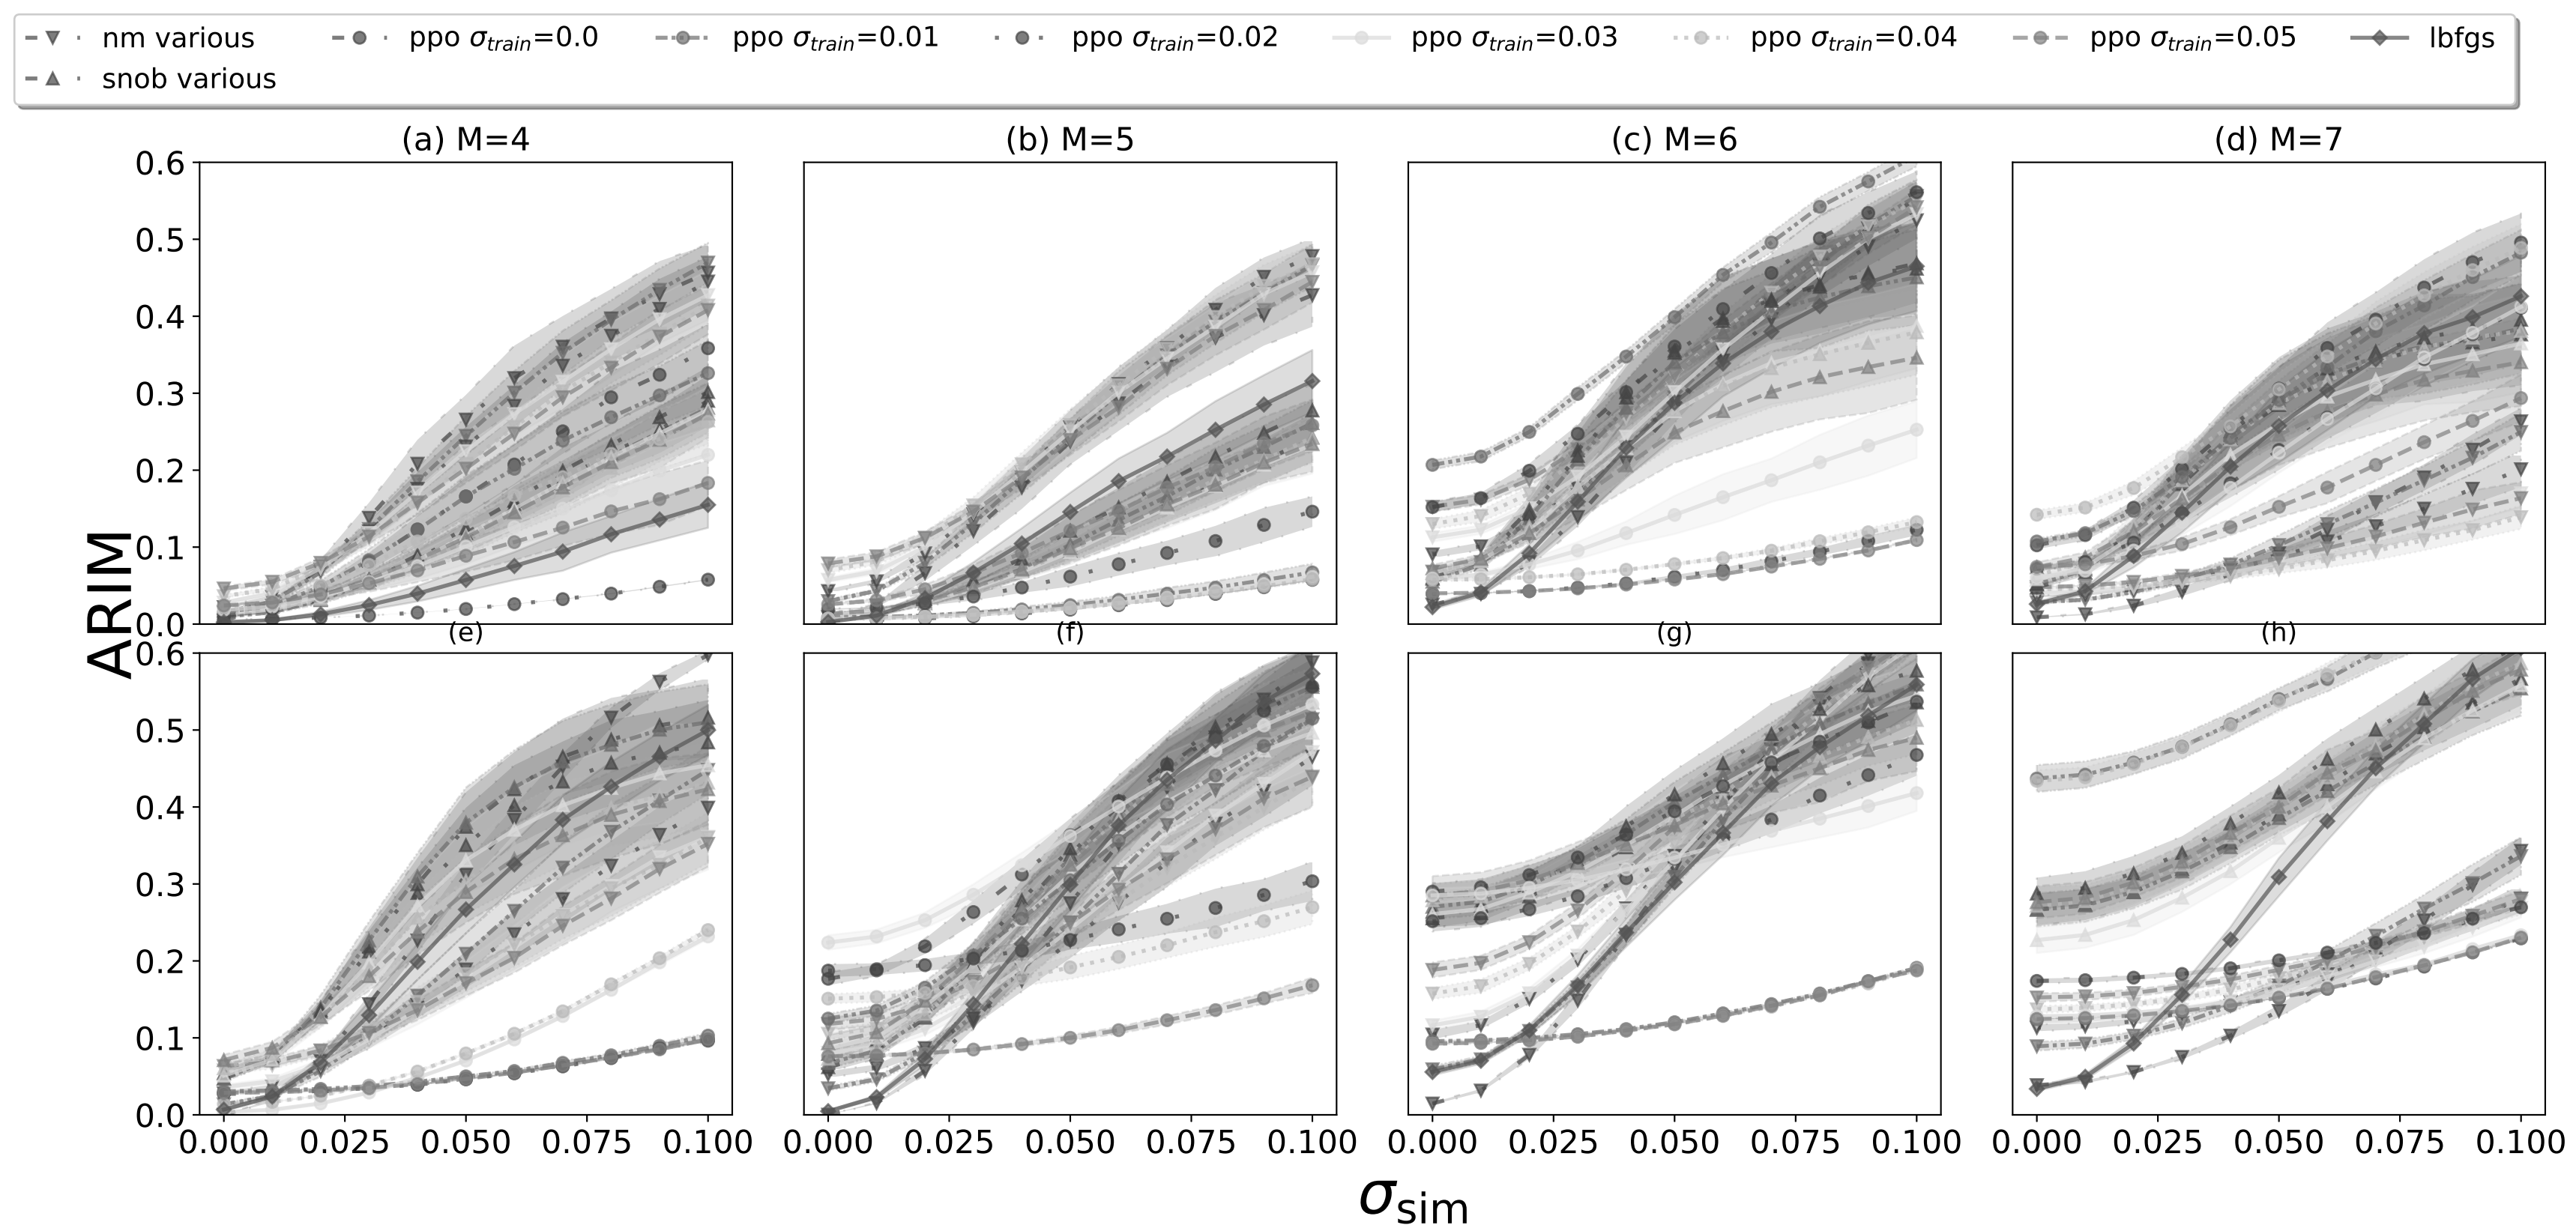 nm various ppo σtrain=0.0 ppo σtrain=0.01 ppo σtrain=0.02 ppo σtrain=0.03 ppo σtrain=0.04 ppo σtrain=0.05 lbfgs
snob various
(a) M=4 (b) M=5 (c) M=6 (d) M=7
0.6
0.5
0.4
0.3
0.2
0.1
0.0
ARIM
(e) (f) (g) (h)
0.6
0.5
0.4
0.3
0.2
0.1
0.0
0.000 0.025 0.050 0.075 0.100 0.000 0.025 0.050 0.075 0.100 0.000 0.025 0.050 0.075 0.100 0.000 0.025 0.050 0.075 0.100
σsim